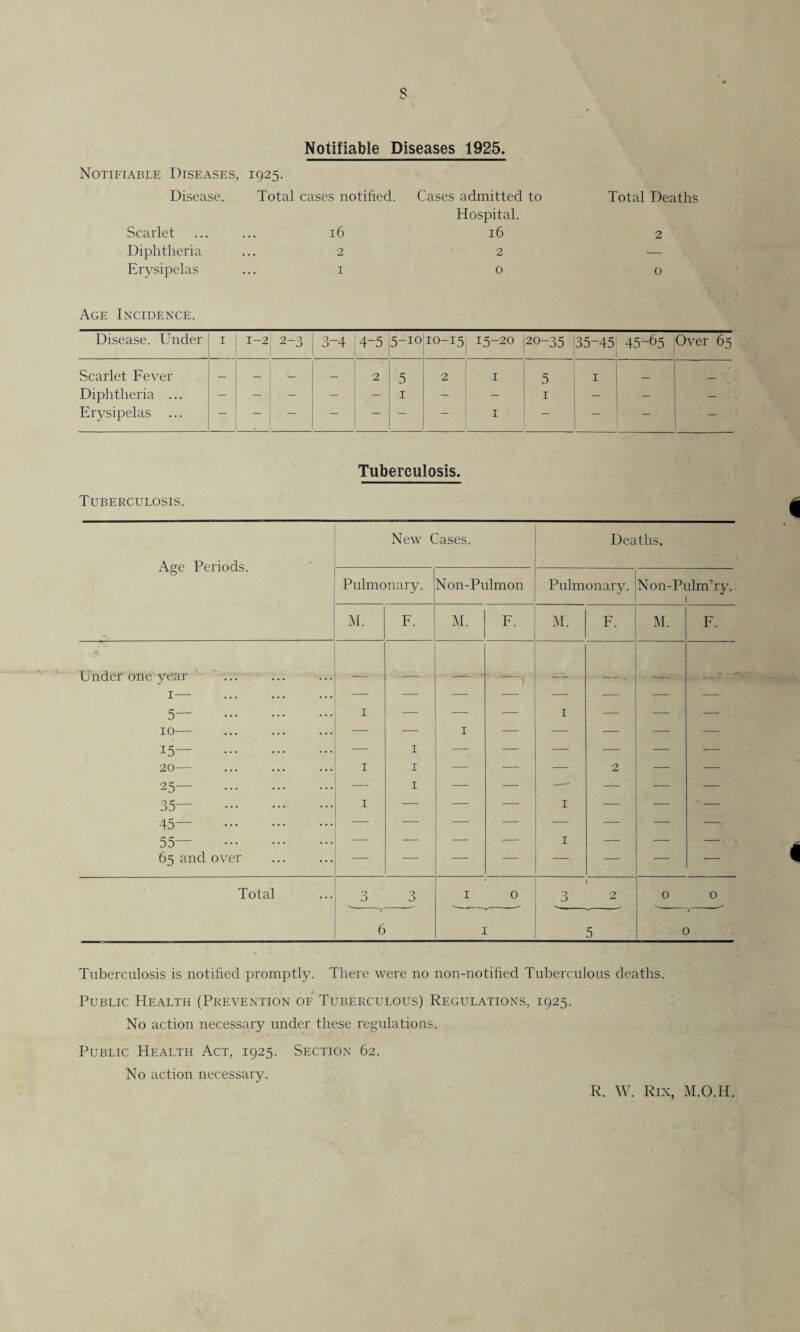 8
Notifiable Diseases 1925.
Notifiable Diseases, 1925.
Disease. Total cases notified. Cases admitted to Total Deaths
Hospital.
Scarlet ... ... 16 16 2
Diphtheria ... 2 2 —
Erysipelas ... 1 0 0
Age Incidence.
Disease. Under 1 1-2 2-3 3-4 4-5 5-10 10-15 15-20 20-35 35-45 45-65 Over 65
Scarlet Fever - - - - 2 5 2 1 5 1 - -
Diphtheria ... - - - - - 1 - - 1 - - -
Erysipelas ... - - - - - - - 1 - - - -
Tuberculosis.
Tuberculosis.
New Cases. Deaths.
Age Periods.
Pulmonary. Non-Pulmon Pulmonary. Non-Pulm'ry.
M. F. M. F. M. F. M. F.
Under one year ... ... ... — — — — — — — —
1— ... ... ... — — — — — — — —
5— ... ... ... 1 — — — 1 — — —
10— ... ... ... — — 1 — — — — —
15— ... ... ... — 1 — — — — — —
20— ... ... ... 1 1 — — — 2 — —
25— ... ... ... — 1 — — — — — —
35— ... ... ... 1 — — — 1 — — —
45— ... ... ... — — — — — — — —
55— ... ... ... — — — — 1 — — —
65 and over ... ... — — — — — — — —
Total ... 3 3 1 0 3 2 0 0
6 1 5 0
Tuberculosis is notified promptly. There were no non-notified Tuberculous deaths.
Public Health (Prevention of Tuberculous) Regulations, 1925.
No action necessary under these regulations.
Public Health Act, 1925. Section 62.
No action necessary.
R. W. Rix, M.O.H.